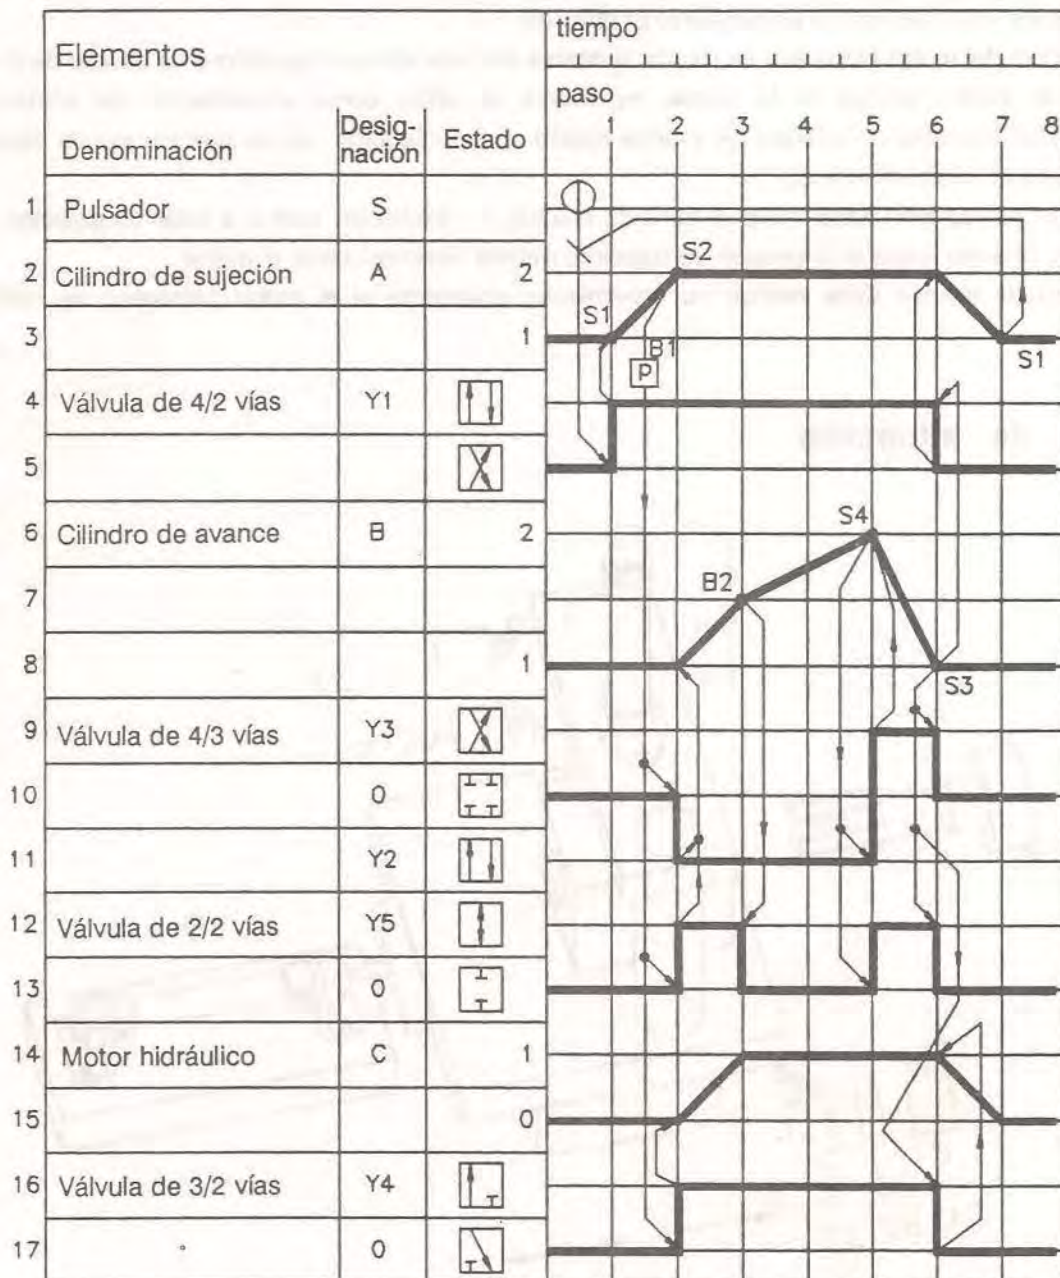 Elementos
tiempo
paso
Denominación
Desig-
nación
Estado
1 2 3 4 5 6 7 8
1 Pulsador S
2 Cilindro de sujeción A 2
S2
3 1
S1
B1
S1
P
4 Válvula de 4/2 vías Y1
5
6 Cilindro de avance B 2
S4
7
B2
8 1
S3
9 Válvula de 4/3 vías Y3
10 0
11 Y2
12 Válvula de 2/2 vías Y5
13 0
14 Motor hidráulico C 1
15 0
16 Válvula de 3/2 vías Y4
17 0